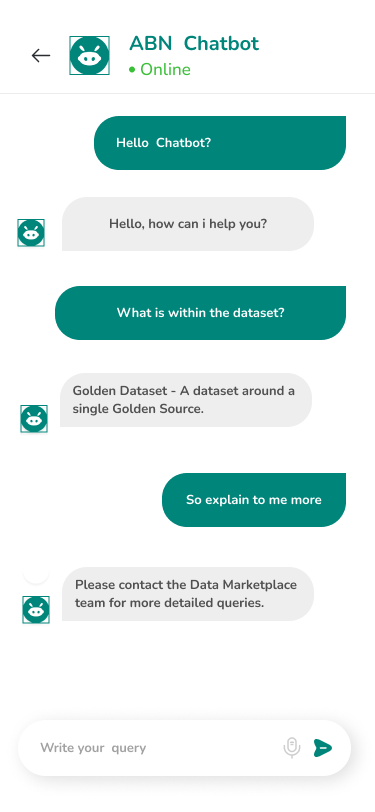 ABN  Chatbot
• Online
Hello  Chatbot?
Hello, how can i help you?
What is within the dataset?
Golden Dataset - A dataset around a
single Golden Source.
So explain to me more
Please contact the Data Marketplace
team for more detailed queries.
Write your  query